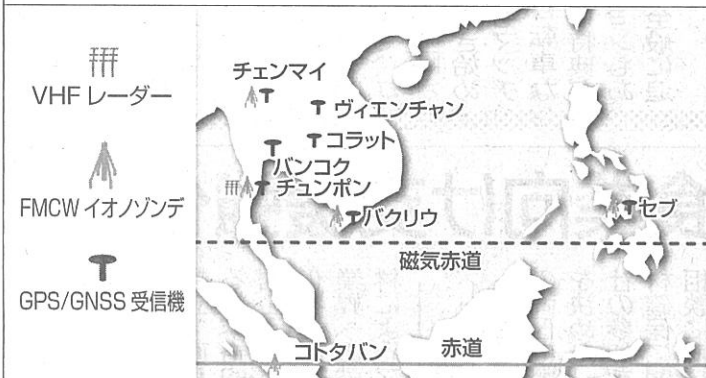 VHF レーダー
FMCW イオノゾンデ
GPS/GNSS 受信機
チェンマイ
ヴィエンチャン
コラット
バンコク
チュンポン
バクリウ
セブ
磁気赤道
コトタバン
赤道